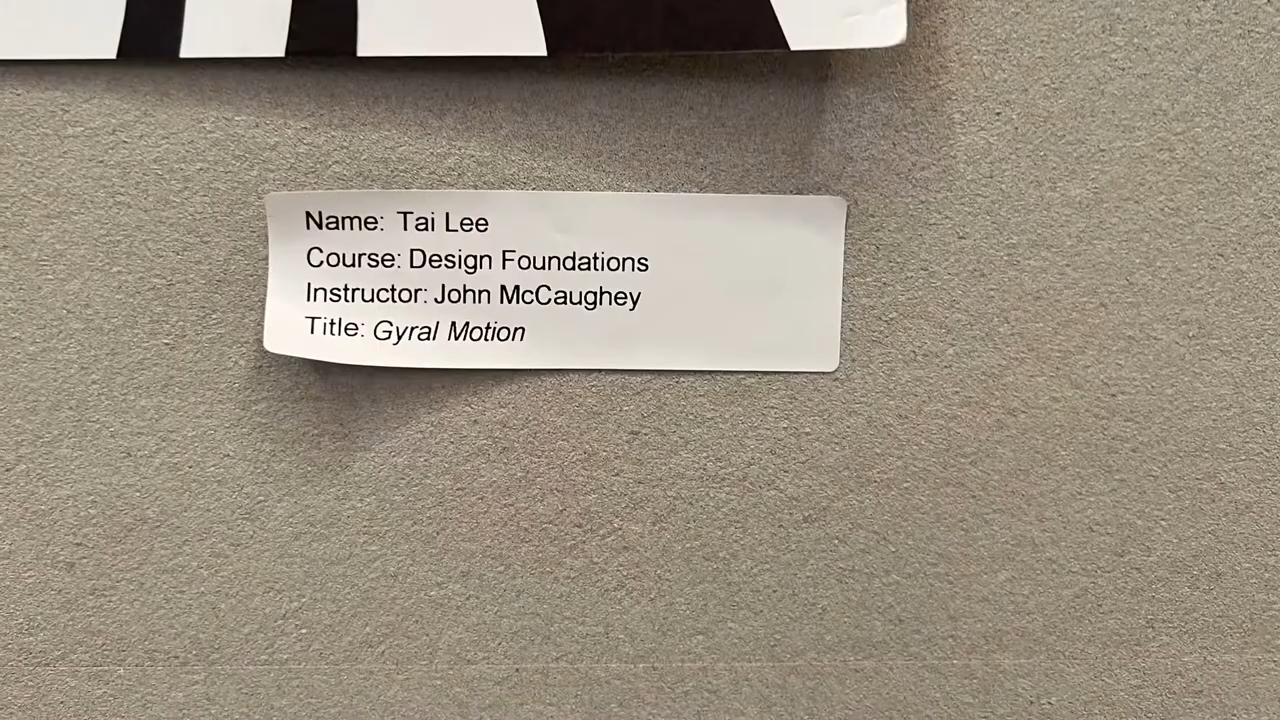 Name: Tai Lee
Course: Design Foundations
Instructor: John McCaughey
Title: Gyral Motion